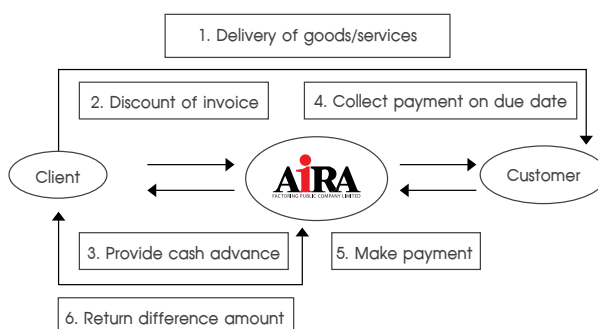 1. Delivery of goods/services
2. Discount of invoice
4. Collect payment on due date
Client
AiRA
FACTORING PUBLIC COMPANY LIMITED
Customer
3. Provide cash advance
5. Make payment
6. Return difference amount